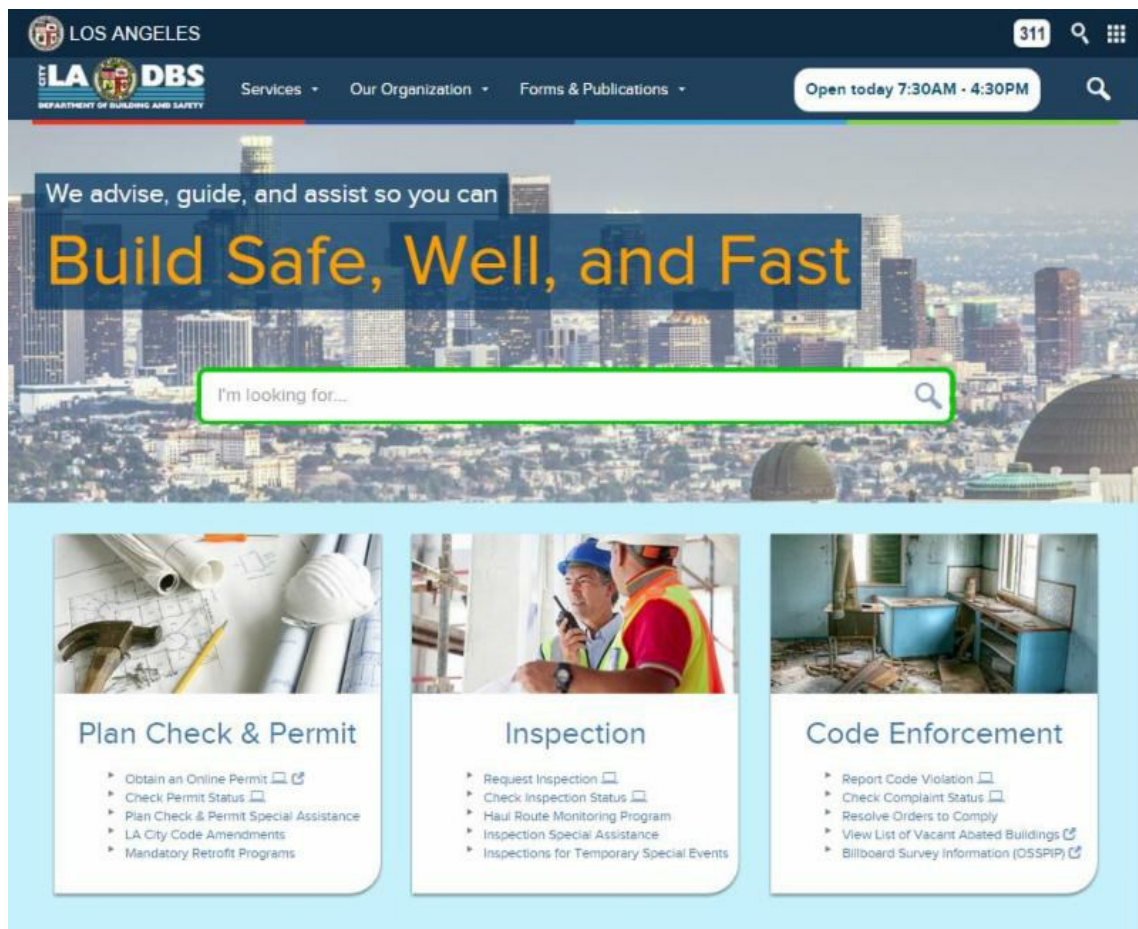 LOS ANGELES
311
CITY LA DBS
DEPARTMENT OF BUILDING AND SAFETY
Services
Our Organization
Forms & Publications
Open today 7:30AM - 4:30PM
We advise, guide, and assist so you can
Build Safe, Well, and Fast
I'm looking for...
Plan Check & Permit
Obtain an Online Permit
Check Permit Status
Plan Check & Permit Special Assistance
LA City Code Amendments
Mandatory Retrofit Programs
Inspection
Request Inspection
Check Inspection Status
Haul Route Monitoring Program
Inspection Special Assistance
Inspections for Temporary Special Events
Code Enforcement
Report Code Violation
Check Complaint Status
Resolve Orders to Comply
View List of Vacant Abated Buildings
Billboard Survey Information (OSSPIP)